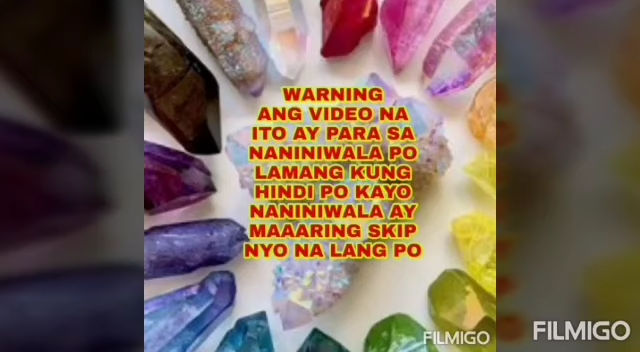 WARNING
ANG VIDEO NA
ITO AY PARA SA
NANINIWALA PO
LAMANG KUNG
HINDI PO KAYO
NANINIWALA AY
MAAARING SKIP
NYO NA LANG PO
FILMIGO
FILMIGO